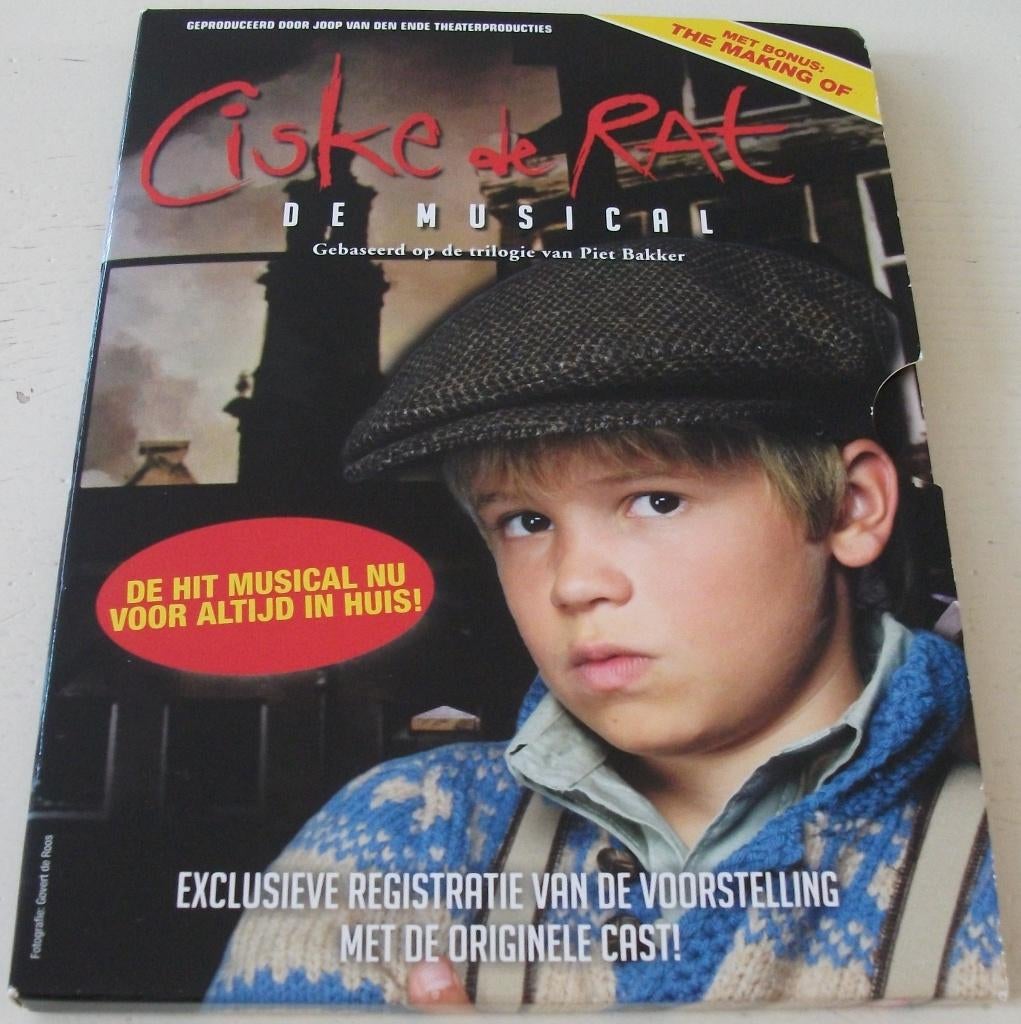 GEPRODUCEERD DOOR JOOP VAN DEN ENDE THEATERPRODUCTIES
MET BONUS:
THE MAKING OF
Ciske de RAt
DE MUSICAL
Gebaseerd op de trilogie van Piet Bakker
DE HIT MUSICAL NU
VOOR ALTIJD IN HUIS!
EXCLUSIEVE REGISTRATIE VAN DE VOORSTELLING
MET DE ORIGINELE CAST!
Fotografie: Govert de Roos